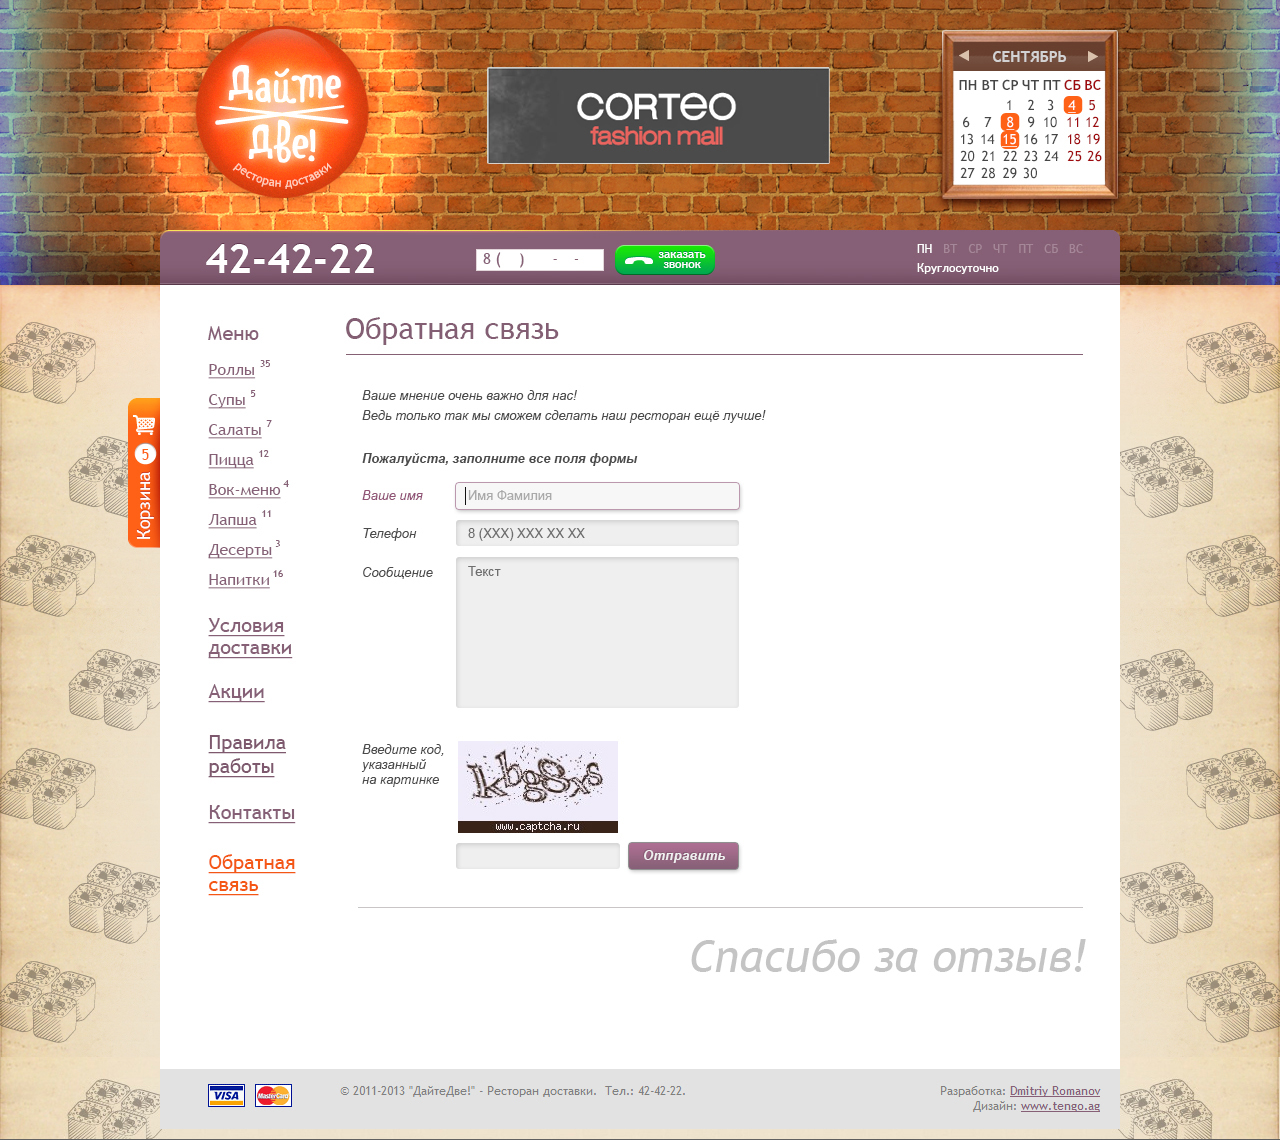 Дайте
Две!
ресторан доставки
CORTEO
fashion mall
СЕНТЯБРЬ
ПН ВТ СР ЧТ ПТ СБ ВС
1 2 3 4 5
6 7 8 9 10 11 12
13 14 15 16 17 18 19
20 21 22 23 24 25 26
27 28 29 30
42-42-22
8 ( ) - -
заказать
звонок
ПН ВТ СР ЧТ ПТ СБ ВС
Круглосуточно
Корзина 5
Меню
Роллы 35
Супы 5
Салаты 7
Пицца 12
Вок-меню 4
Лапша 11
Десерты 3
Напитки 16
Условия
доставки
Акции
Правила
работы
Контакты
Обратная
связь
Обратная связь
Ваше мнение очень важно для нас!
Ведь только так мы сможем сделать наш ресторан ещё лучше!
Пожалуйста, заполните все поля формы
Ваше имя
Имя Фамилия
Телефон
8 (XXX) XXX XX XX
Сообщение
Текст
Введите код,
указанный
на картинке
kbg8xs
www.captcha.ru
Отправить
Спасибо за отзыв!
VISA
MasterCard
© 2011-2013 "ДайтеДве!" - Ресторан доставки. Тел.: 42-42-22.
Разработка: Dmitriy Romanov
Дизайн: www.tengo.ag